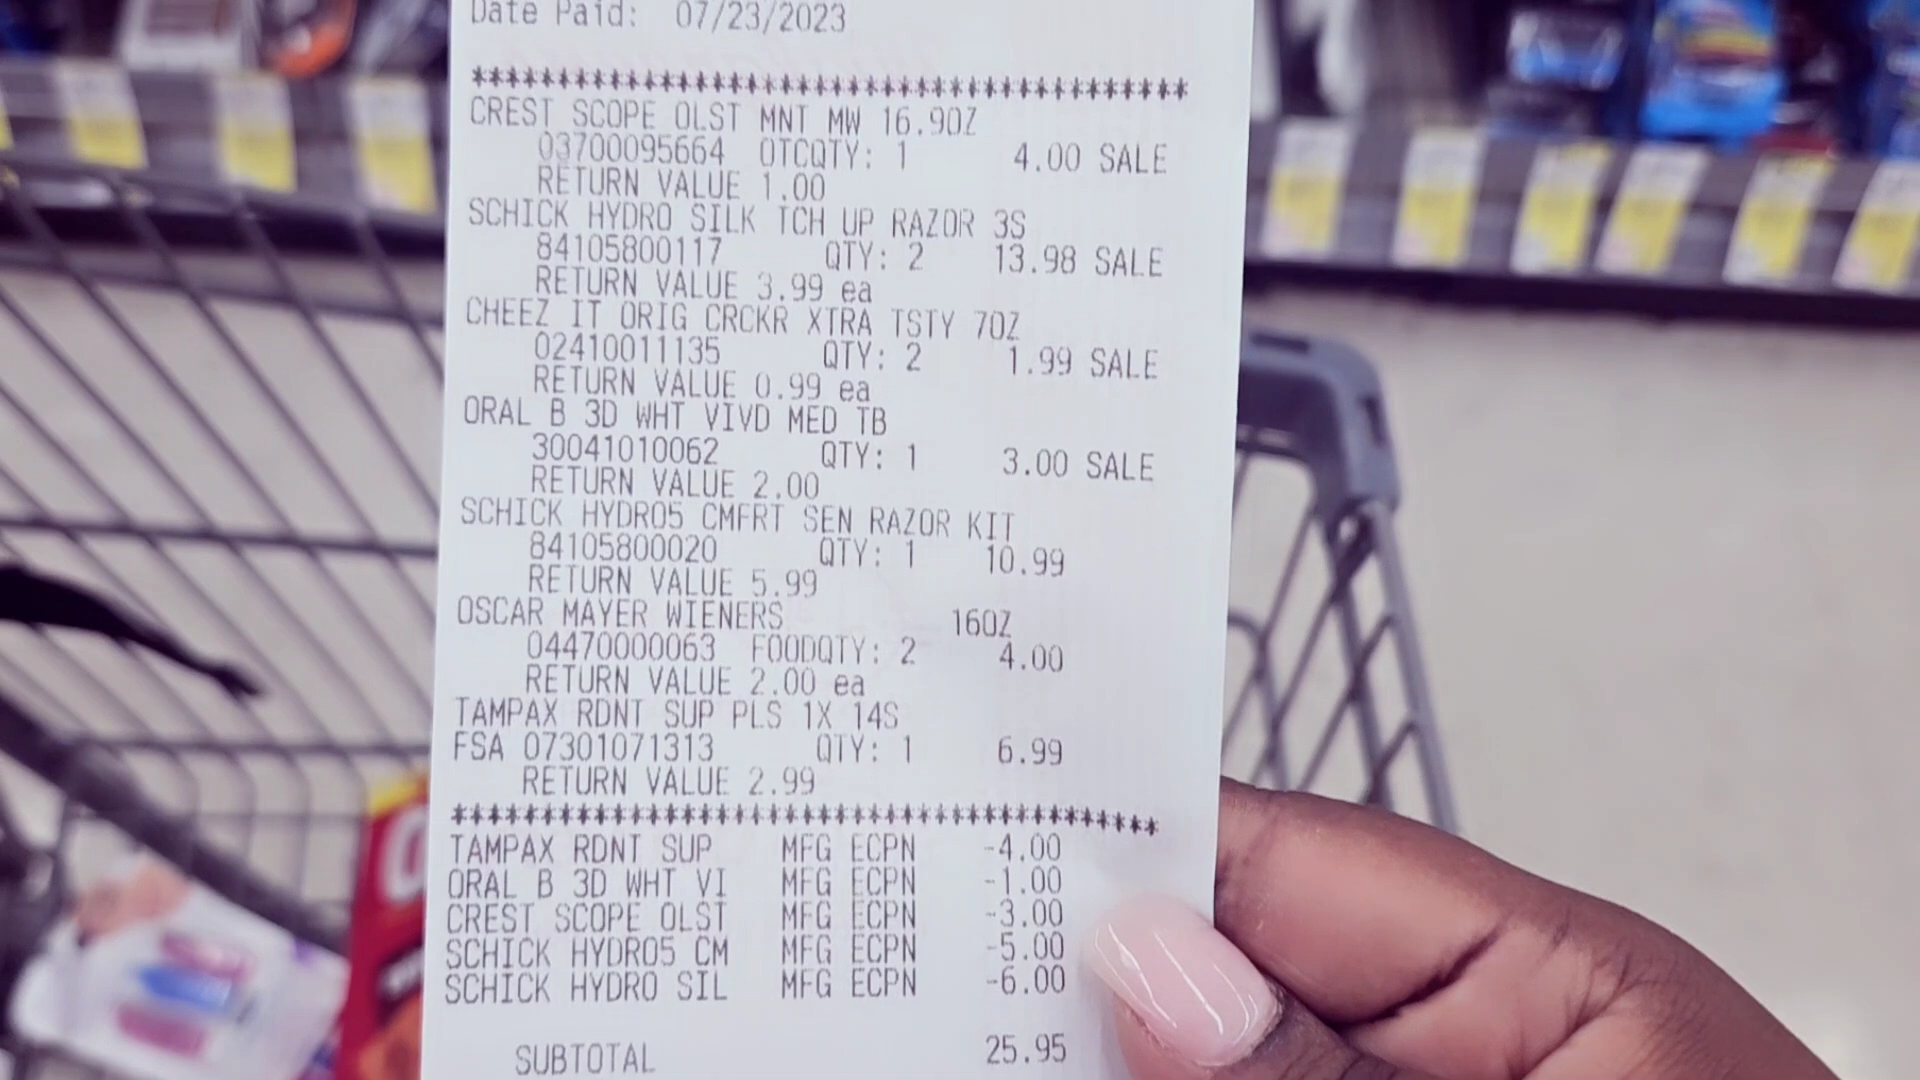 Date Paid: 07/23/2023
*****************************************
CREST SCOPE OLST MNT MW 16.9OZ
03700095664 OTCQTY: 1 4.00 SALE
RETURN VALUE 1.00
SCHICK HYDRO SILK TCH UP RAZOR 3S
84105800117 QTY: 2 13.98 SALE
RETURN VALUE 3.99 ea
CHEEZ IT ORIG CRCKR XTRA TSTY 7OZ
02410011135 QTY: 2 1.99 SALE
RETURN VALUE 0.99 ea
ORAL B 3D WHT VIVD MED TB
30041010062 QTY: 1 3.00 SALE
RETURN VALUE 2.00
SCHICK HYDRO5 CMFRT SEN RAZOR KIT
84105800020 QTY: 1 10.99
RETURN VALUE 5.99
OSCAR MAYER WIENERS 16OZ
04470000063 FOODQTY: 2 4.00
RETURN VALUE 2.00 ea
TAMPAX RDNT SUP PLS 1X 14S
FSA 07301071313 QTY: 1 6.99
RETURN VALUE 2.99
*****************************************
TAMPAX RDNT SUP MFG ECPN -4.00
ORAL B 3D WHT VI MFG ECPN -1.00
CREST SCOPE OLST MFG ECPN -3.00
SCHICK HYDRO5 CM MFG ECPN -5.00
SCHICK HYDRO SIL MFG ECPN -6.00
SUBTOTAL 25.95